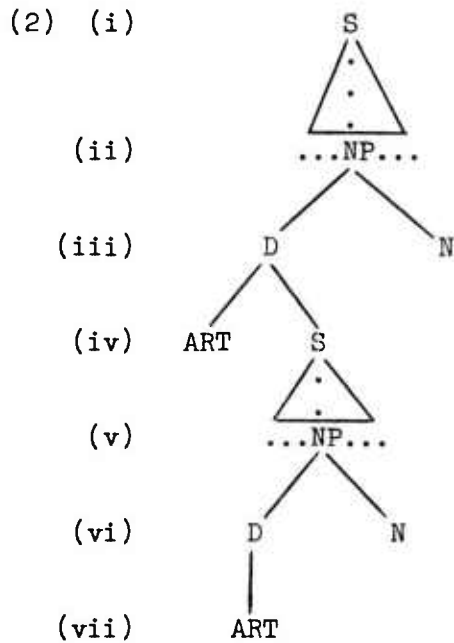 (2) (i) S
(ii) ...NP...
D N
(iii)
(iv) ART S
(v) ...NP...
(vi) D N
(vii) ART